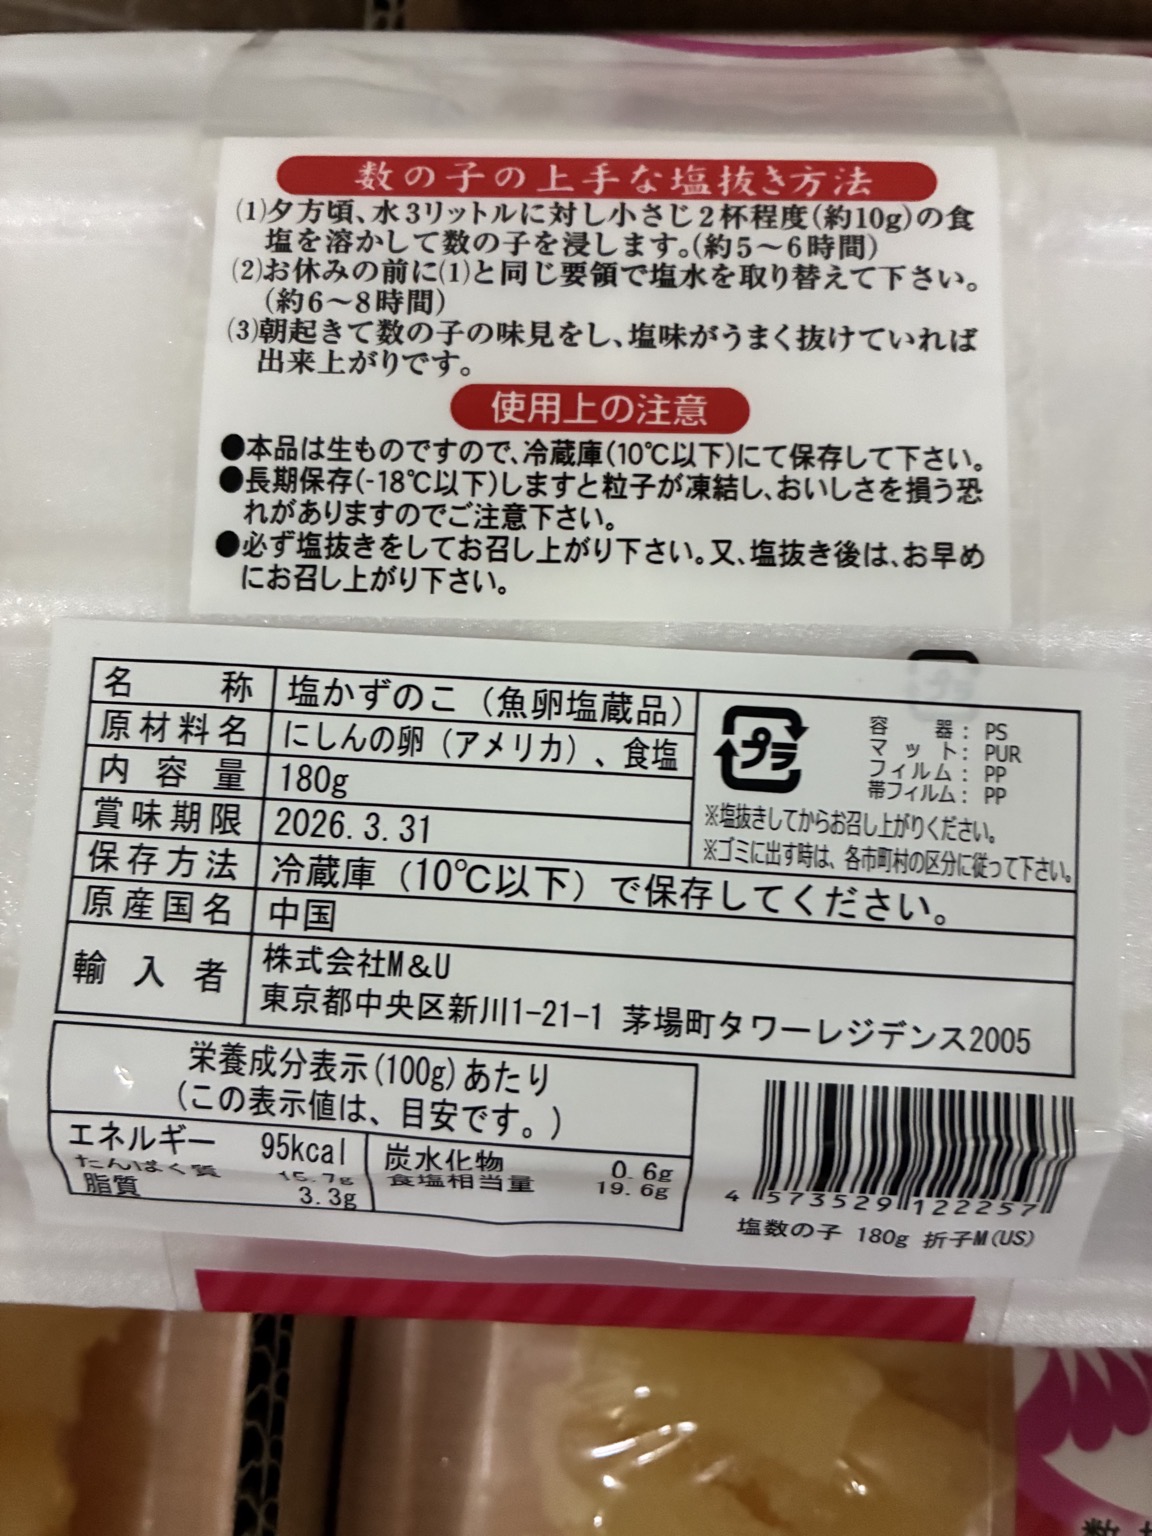 数の子の上手な塩抜き方法
(1)夕方頃、水3リットルに対し小さじ2杯程度(約10g)の食
塩を溶かして数の子を浸します。(約5〜6時間)
(2)お休みの前に(1)と同じ要領で塩水を取り替えて下さい。
(約6〜8時間)
(3)朝起きて数の子の味見をし、塩味がうまく抜けていれば
出来上がりです。
使用上の注意
●本品は生ものですので、冷蔵庫(10℃以下)にて保存して下さい。
●長期保存(-18℃以下)しますと粒子が凍結し、おいしさを損う恐
れがありますのでご注意下さい。
●必ず塩抜きをしてお召し上がり下さい。又、塩抜き後は、お早め
にお召し上がり下さい。
名称 塩かずのこ（魚卵塩蔵品）
原材料名 にしんの卵（アメリカ）、食塩
内容量 180g
賞味期限 2026.3.31
保存方法 冷蔵庫（10℃以下）で保存してください。
原産国名 中国
輸入者 株式会社M&U
東京都中央区新川1-21-1 茅場町タワーレジデンス2005
プラ
容器： PS
マット： PUR
フィルム： PP
帯フィルム： PP
※塩抜きしてからお召し上がりください。
※ゴミに出す時は、各市町村の区分に従って下さい。
栄養成分表示(100g)あたり
(この表示値は、目安です。)
エネルギー 95kcal
たんぱく質 15.7g
脂質 3.3g
炭水化物 0.6g
食塩相当量 19.6g
4 573529 122257
塩数の子 180g 折子M(US)